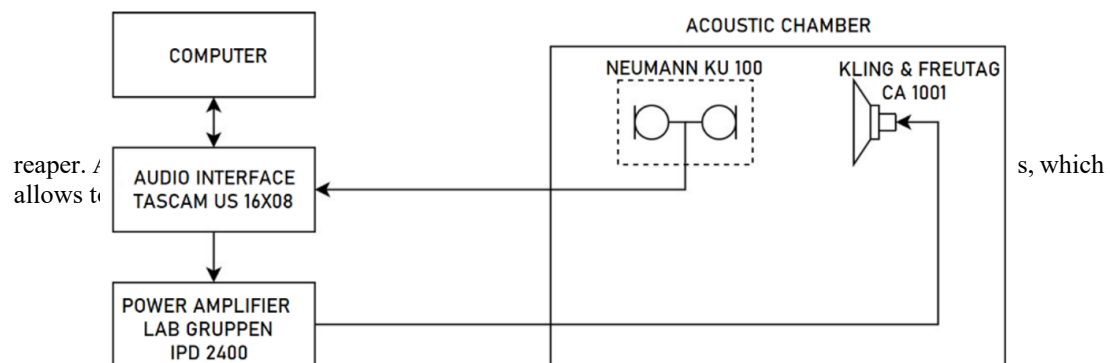 ACOUSTIC CHAMBER
COMPUTER
NEUMANN KU 100
KLING & FREUTAG
CA 1001
reaper.
s, which
allows
AUDIO INTERFACE
TASCAM US 16X08
POWER AMPLIFIER
LAB GRUPPEN
IPD 2400